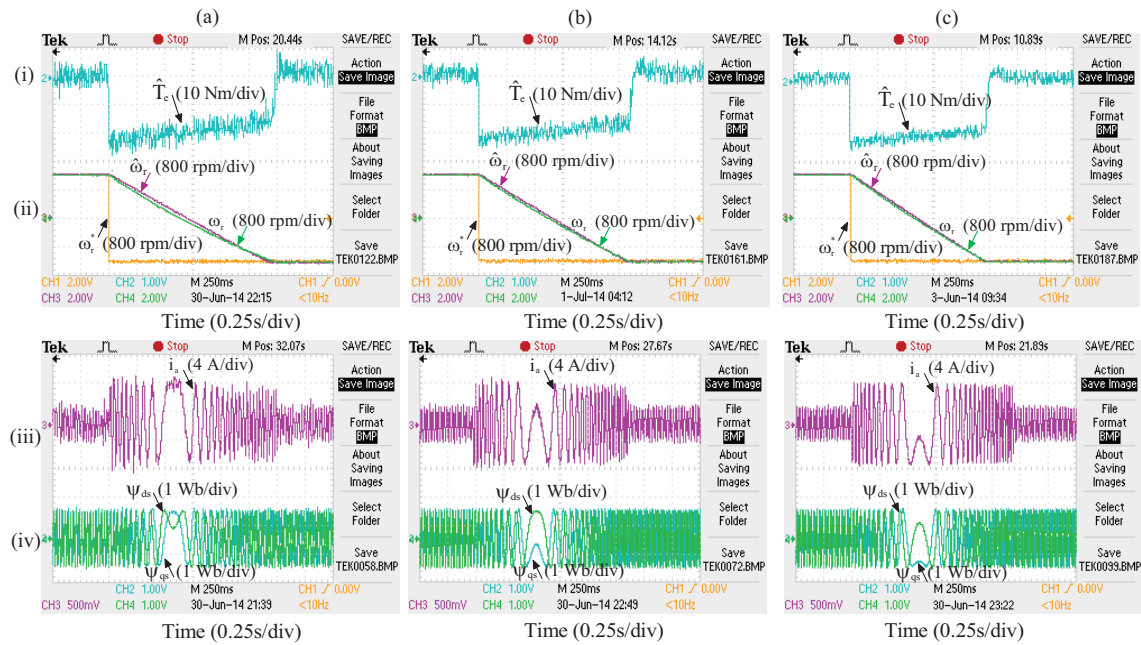 (a)
(b)
(c)
Tek Stop M Pos: 20.44s SAVE/REC
Tek Stop M Pos: 14.12s SAVE/REC
Tek Stop M Pos: 10.89s SAVE/REC
(i)
2
T̂e (10 Nm/div)
Action
Save Image
File
Format
BMP
About
Saving
Images
Select
Folder
Save
TEK0122.BMP
ω̂r (800 rpm/div)
(ii)
ωr (800 rpm/div)
ωr* (800 rpm/div)
CH1 2.00V CH2 1.00V M 250ms CH1 / 0.00V
CH3 2.00V CH4 2.00V 30-Jun-14 22:15 <10Hz
Time (0.25s/div)
2
T̂e (10 Nm/div)
Action
Save Image
File
Format
BMP
About
Saving
Images
Select
Folder
Save
TEK0161.BMP
ω̂r (800 rpm/div)
ωr (800 rpm/div)
ωr* (800 rpm/div)
CH1 2.00V CH2 1.00V M 250ms CH1 / 0.00V
CH3 2.00V CH4 2.00V 1-Jul-14 04:12 <10Hz
Time (0.25s/div)
2
T̂e (10 Nm/div)
Action
Save Image
File
Format
BMP
About
Saving
Images
Select
Folder
Save
TEK0187.BMP
ω̂r (800 rpm/div)
ωr (800 rpm/div)
ωr* (800 rpm/div)
CH1 2.00V CH2 1.00V M 250ms CH1 / 0.00V
CH3 2.00V CH4 2.00V 3-Jun-14 09:34 <10Hz
Time (0.25s/div)
Tek Stop M Pos: 32.07s SAVE/REC
Tek Stop M Pos: 27.67s SAVE/REC
Tek Stop M Pos: 21.89s SAVE/REC
ia (4 A/div)
(iii)
3
Action
Save Image
File
Format
BMP
About
Saving
Images
Select
Folder
Save
TEK0058.BMP
ψds (1 Wb/div)
(iv)
ψqs (1 Wb/div)
CH2 1.00V M 250ms CH1 / 0.00V
CH3 500mV CH4 1.00V 30-Jun-14 21:39 <10Hz
Time (0.25s/div)
ia (4 A/div)
3
Action
Save Image
File
Format
BMP
About
Saving
Images
Select
Folder
Save
TEK0072.BMP
ψds (1 Wb/div)
ψqs (1 Wb/div)
CH2 1.00V M 250ms CH1 / 0.00V
CH3 500mV CH4 1.00V 30-Jun-14 22:49 <10Hz
Time (0.25s/div)
ia (4 A/div)
3
Action
Save Image
File
Format
BMP
About
Saving
Images
Select
Folder
Save
TEK0099.BMP
ψds (1 Wb/div)
ψqs (1 Wb/div)
CH2 1.00V M 250ms CH1 / 0.00V
CH3 500mV CH4 1.00V 30-Jun-14 23:22 <10Hz
Time (0.25s/div)